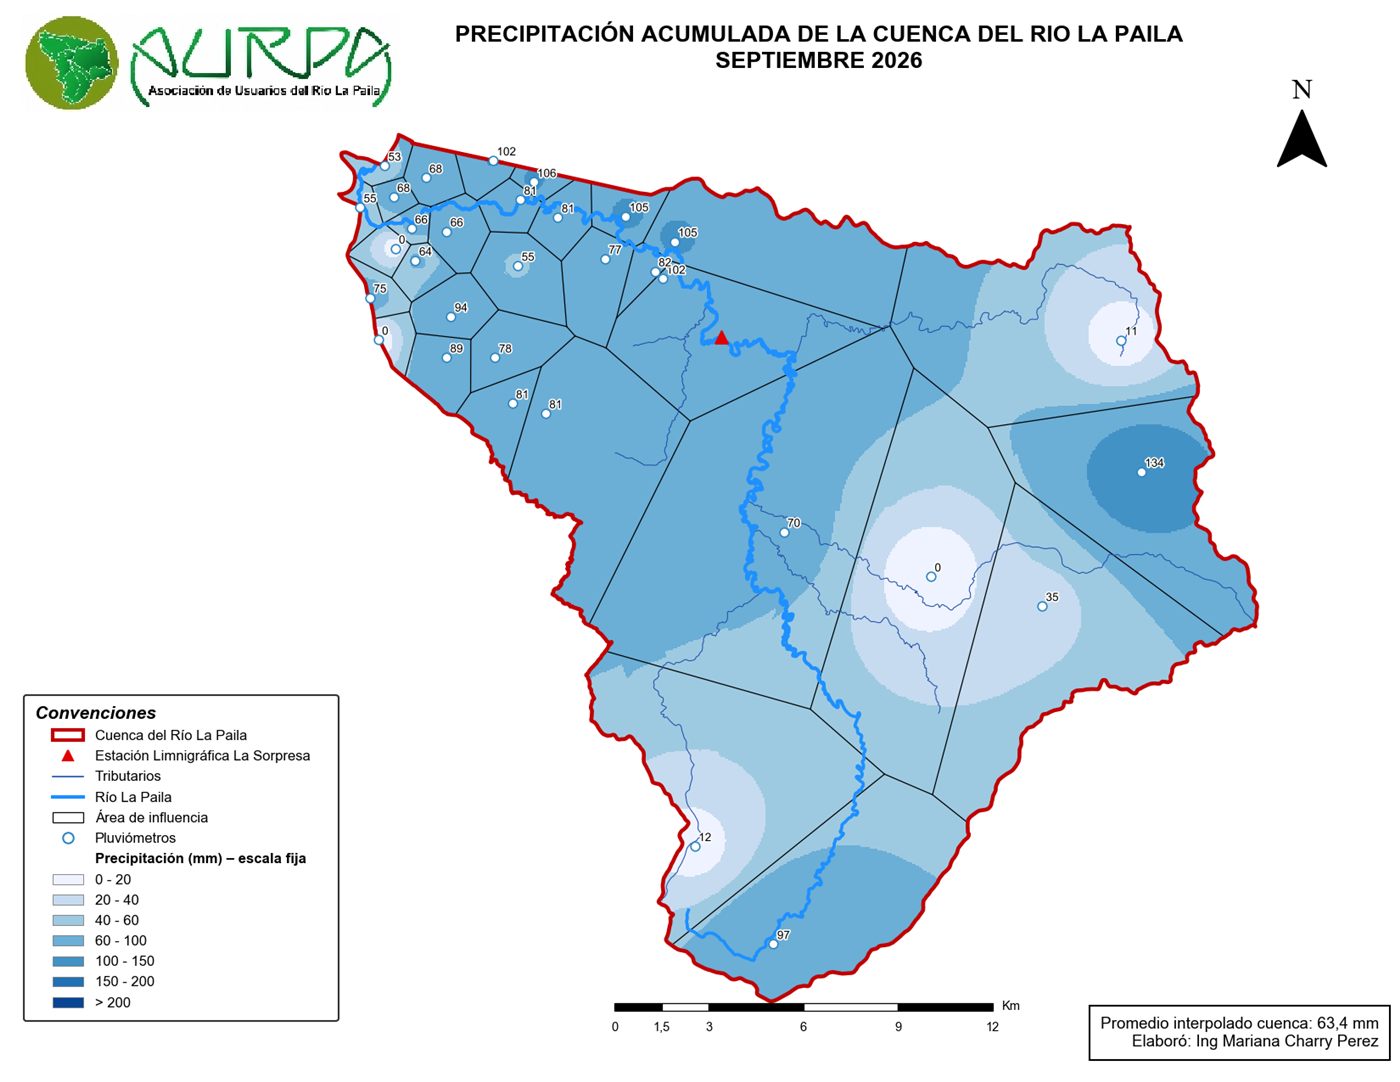 AURPA
Asociación de Usuarios del Río La Paila
PRECIPITACIÓN ACUMULADA DE LA CUENCA DEL RIO LA PAILA
SEPTIEMBRE 2026
N
53
102
68
106
68
81
55
81
105
66
66
105
0
64
77
55
82
102
75
94
0
11
89
78
81
81
134
70
0
35
12
97
Convenciones
Cuenca del Río La Paila
Estación Limnigráfica La Sorpresa
Tributarios
Río La Paila
Área de influencia
Pluviómetros
Precipitación (mm) – escala fija
0 - 20
20 - 40
40 - 60
60 - 100
100 - 150
150 - 200
> 200
Km
0 1,5 3 6 9 12
Promedio interpolado cuenca: 63,4 mm
Elaboró: Ing Mariana Charry Perez